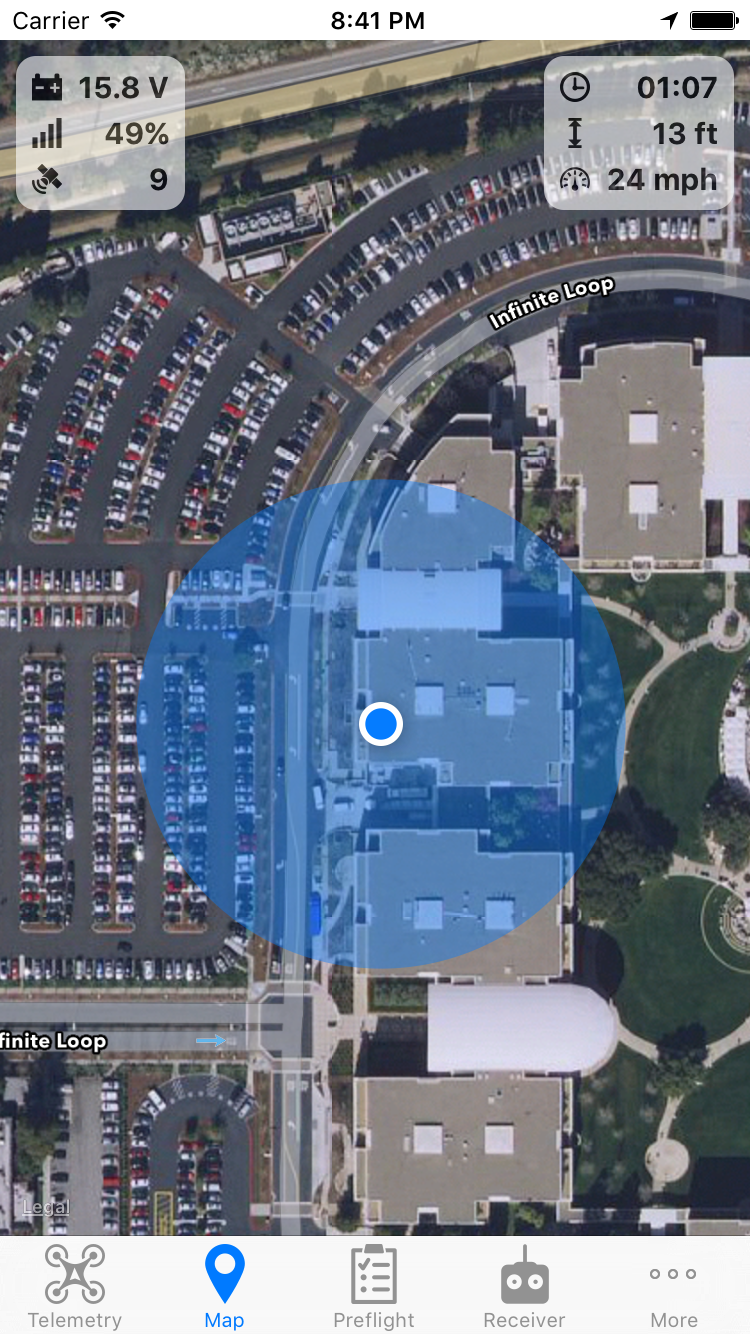 Carrier 8:41 PM
15.8 V
49%
9
01:07
13 ft
24 mph
Infinite Loop
finite Loop
Legal
Telemetry Map Preflight Receiver More